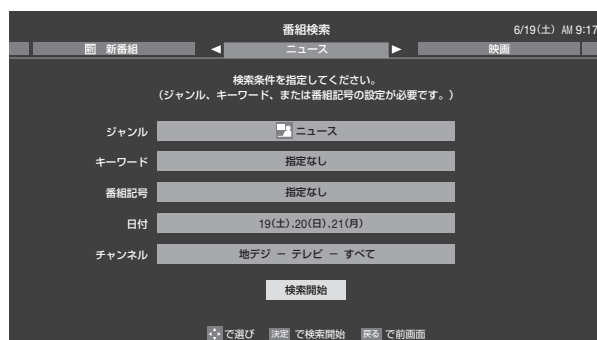 番組検索
6/19(土) AM 9:17
新 新番組 ◀ ニュース ▶ 映画
検索条件を指定してください。
(ジャンル、キーワード、または番組記号の設定が必要です。)
ジャンル ニュース
キーワード 指定なし
番組記号 指定なし
日付 19(土).20(日).21(月)
チャンネル 地デジ － テレビ － すべて
検索開始
で選び 決定 で検索開始 戻る で前画面